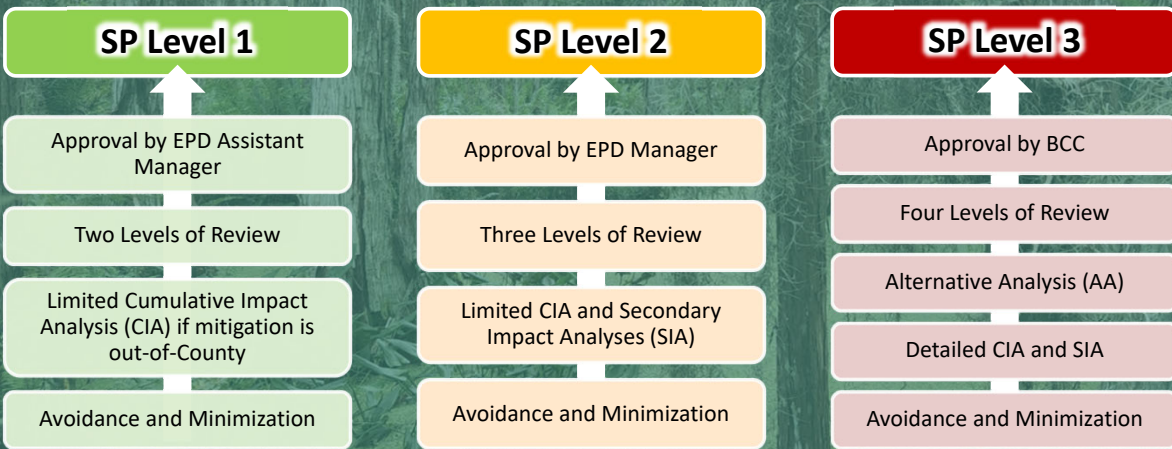 SP Level 1
Approval by EPD Assistant
Manager
Two Levels of Review
Limited Cumulative Impact
Analysis (CIA) if mitigation is
out-of-County
Avoidance and Minimization
SP Level 2
Approval by EPD Manager
Three Levels of Review
Limited CIA and Secondary
Impact Analyses (SIA)
Avoidance and Minimization
SP Level 3
Approval by BCC
Four Levels of Review
Alternative Analysis (AA)
Detailed CIA and SIA
Avoidance and Minimization